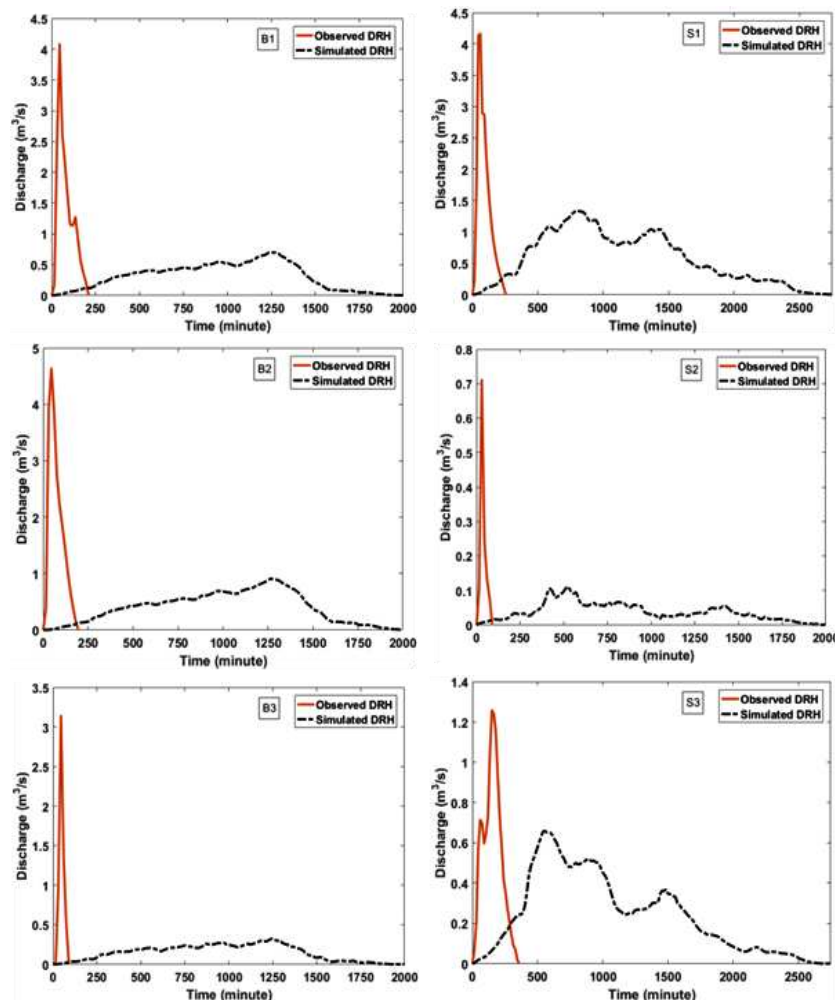 B1
Observed DRH
Simulated DRH
Discharge (m³/s)
4.5
4
3.5
3
2.5
2
1.5
1
0.5
0
0 250 500 750 1000 1250 1500 1750 2000
Time (minute)
S1
Observed DRH
Simulated DRH
Discharge (m³/s)
4.5
4
3.5
3
2.5
2
1.5
1
0.5
0
0 500 1000 1500 2000 2500
Time (minute)
B2
Observed DRH
Simulated DRH
Discharge (m³/s)
5
4
3
2
1
0
0 250 500 750 1000 1250 1500 1750 2000
Time (minute)
S2
Observed DRH
Simulated DRH
Discharge (m³/s)
0.8
0.7
0.6
0.5
0.4
0.3
0.2
0.1
0
0 250 500 750 1000 1250 1500 1750 2000
Time (minute)
B3
Observed DRH
Simulated DRH
Discharge (m³/s)
3.5
3
2.5
2
1.5
1
0.5
0
0 250 500 750 1000 1250 1500 1750 2000
Time (minute)
S3
Observed DRH
Simulated DRH
Discharge (m³/s)
1.4
1.2
1
0.8
0.6
0.4
0.2
0
0 500 1000 1500 2000 2500
Time (minute)